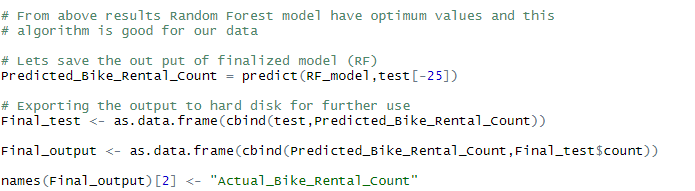 # From above results Random Forest model have optimum values and this
# algorithm is good for our data
# Lets save the out put of finalized model (RF)
Predicted_Bike_Rental_Count = predict(RF_model,test[-25])
# Exporting the output to hard disk for further use
Final_test <- as.data.frame(cbind(test,Predicted_Bike_Rental_Count))
Final_output <- as.data.frame(cbind(Predicted_Bike_Rental_Count,Final_test$count))
names(Final_output)[2] <- "Actual_Bike_Rental_Count"